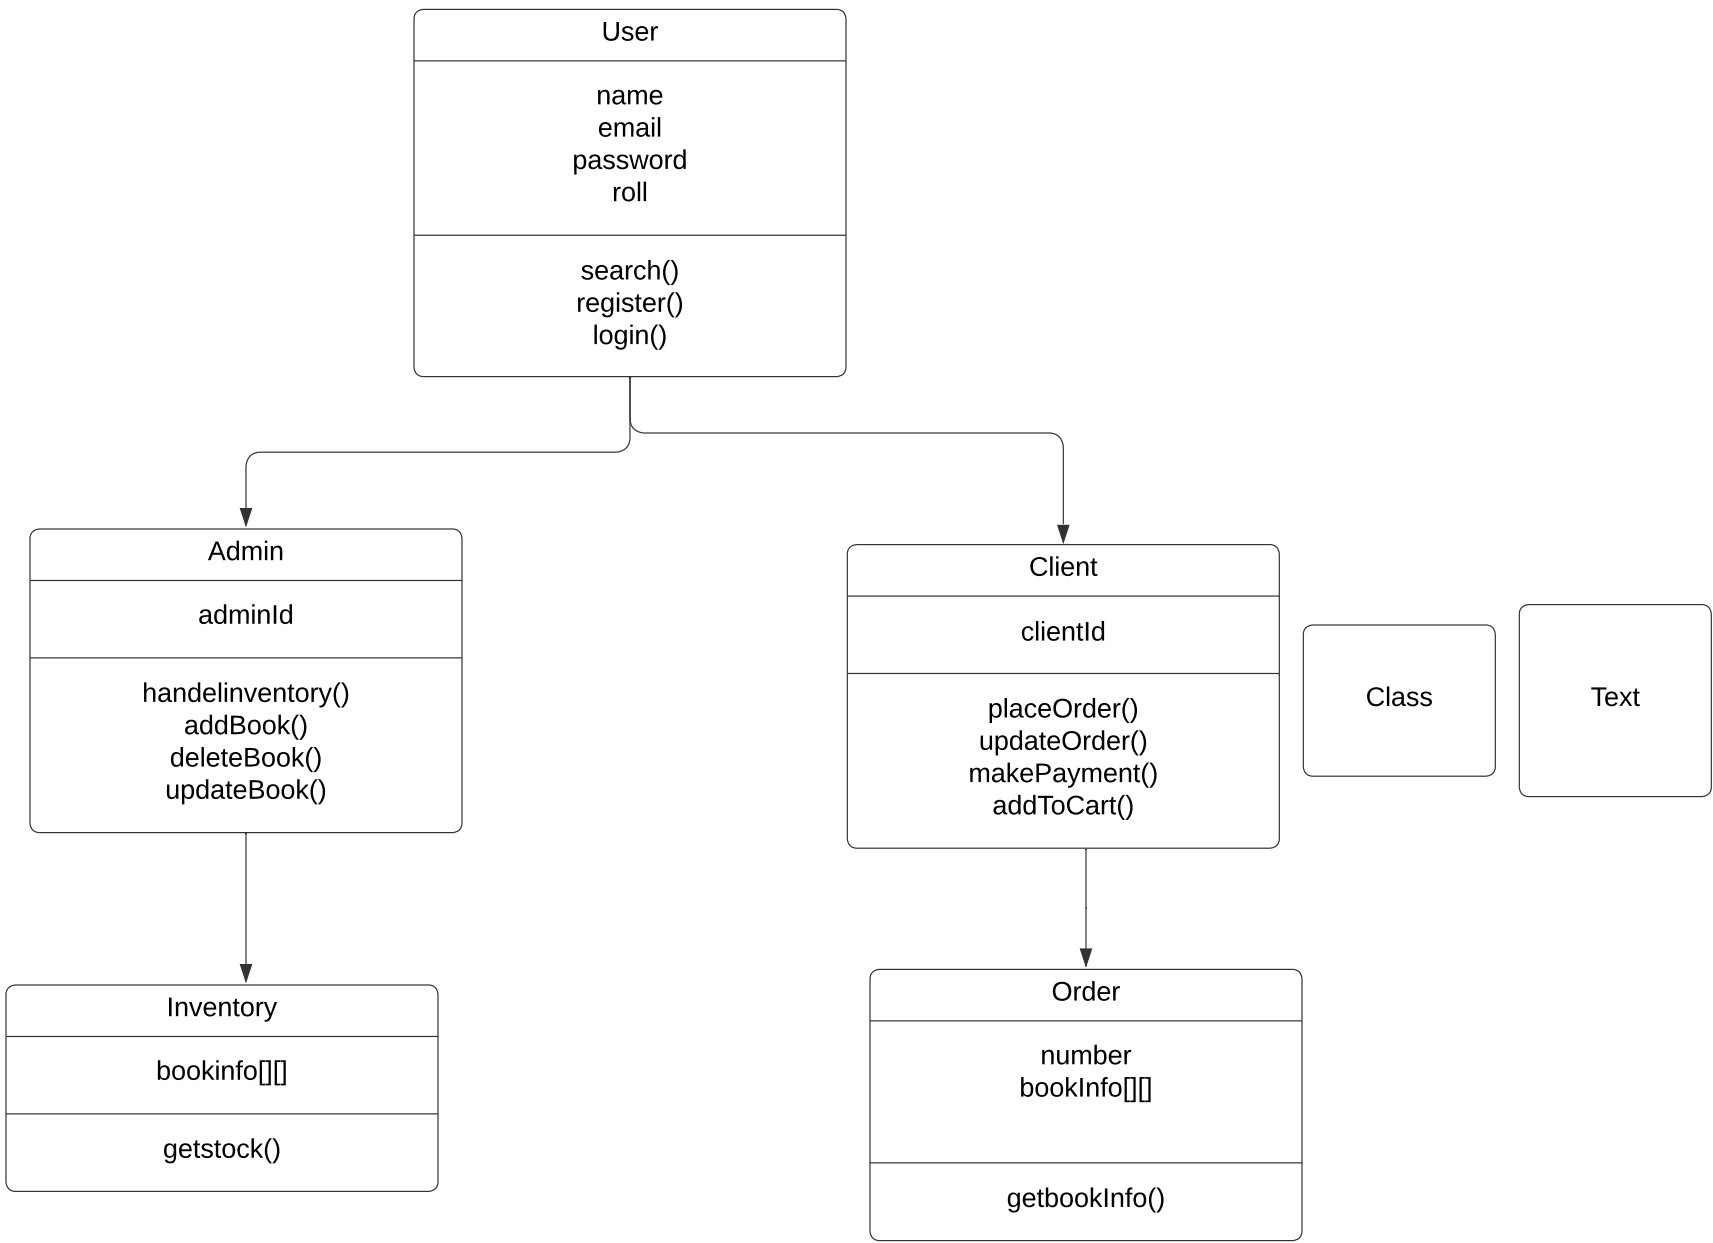 User
name
email
password
roll
search()
register()
login()
Admin
adminId
handelinventory()
addBook()
deleteBook()
updateBook()
Client
clientId
placeOrder()
updateOrder()
makePayment()
addToCart()
Class
Text
Inventory
bookinfo[][]
getstock()
Order
number
bookInfo[][]
getbookInfo()